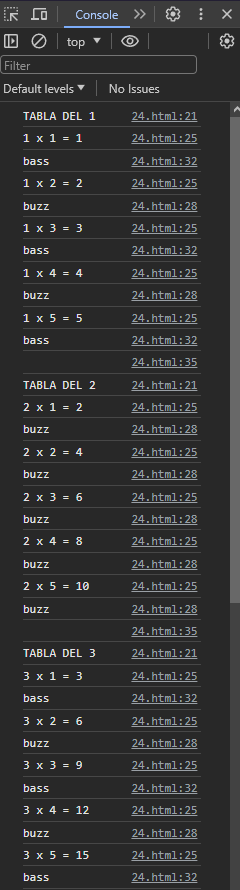 Console
top
Filter
Default levels No Issues
TABLA DEL 1 24.html:21
1 x 1 = 1 24.html:25
bass 24.html:32
1 x 2 = 2 24.html:25
buzz 24.html:28
1 x 3 = 3 24.html:25
bass 24.html:32
1 x 4 = 4 24.html:25
buzz 24.html:28
1 x 5 = 5 24.html:25
bass 24.html:32
24.html:35
TABLA DEL 2 24.html:21
2 x 1 = 2 24.html:25
buzz 24.html:28
2 x 2 = 4 24.html:25
buzz 24.html:28
2 x 3 = 6 24.html:25
buzz 24.html:28
2 x 4 = 8 24.html:25
buzz 24.html:28
2 x 5 = 10 24.html:25
buzz 24.html:28
24.html:35
TABLA DEL 3 24.html:21
3 x 1 = 3 24.html:25
bass 24.html:32
3 x 2 = 6 24.html:25
buzz 24.html:28
3 x 3 = 9 24.html:25
bass 24.html:32
3 x 4 = 12 24.html:25
buzz 24.html:28
3 x 5 = 15 24.html:25
bass 24.html:32